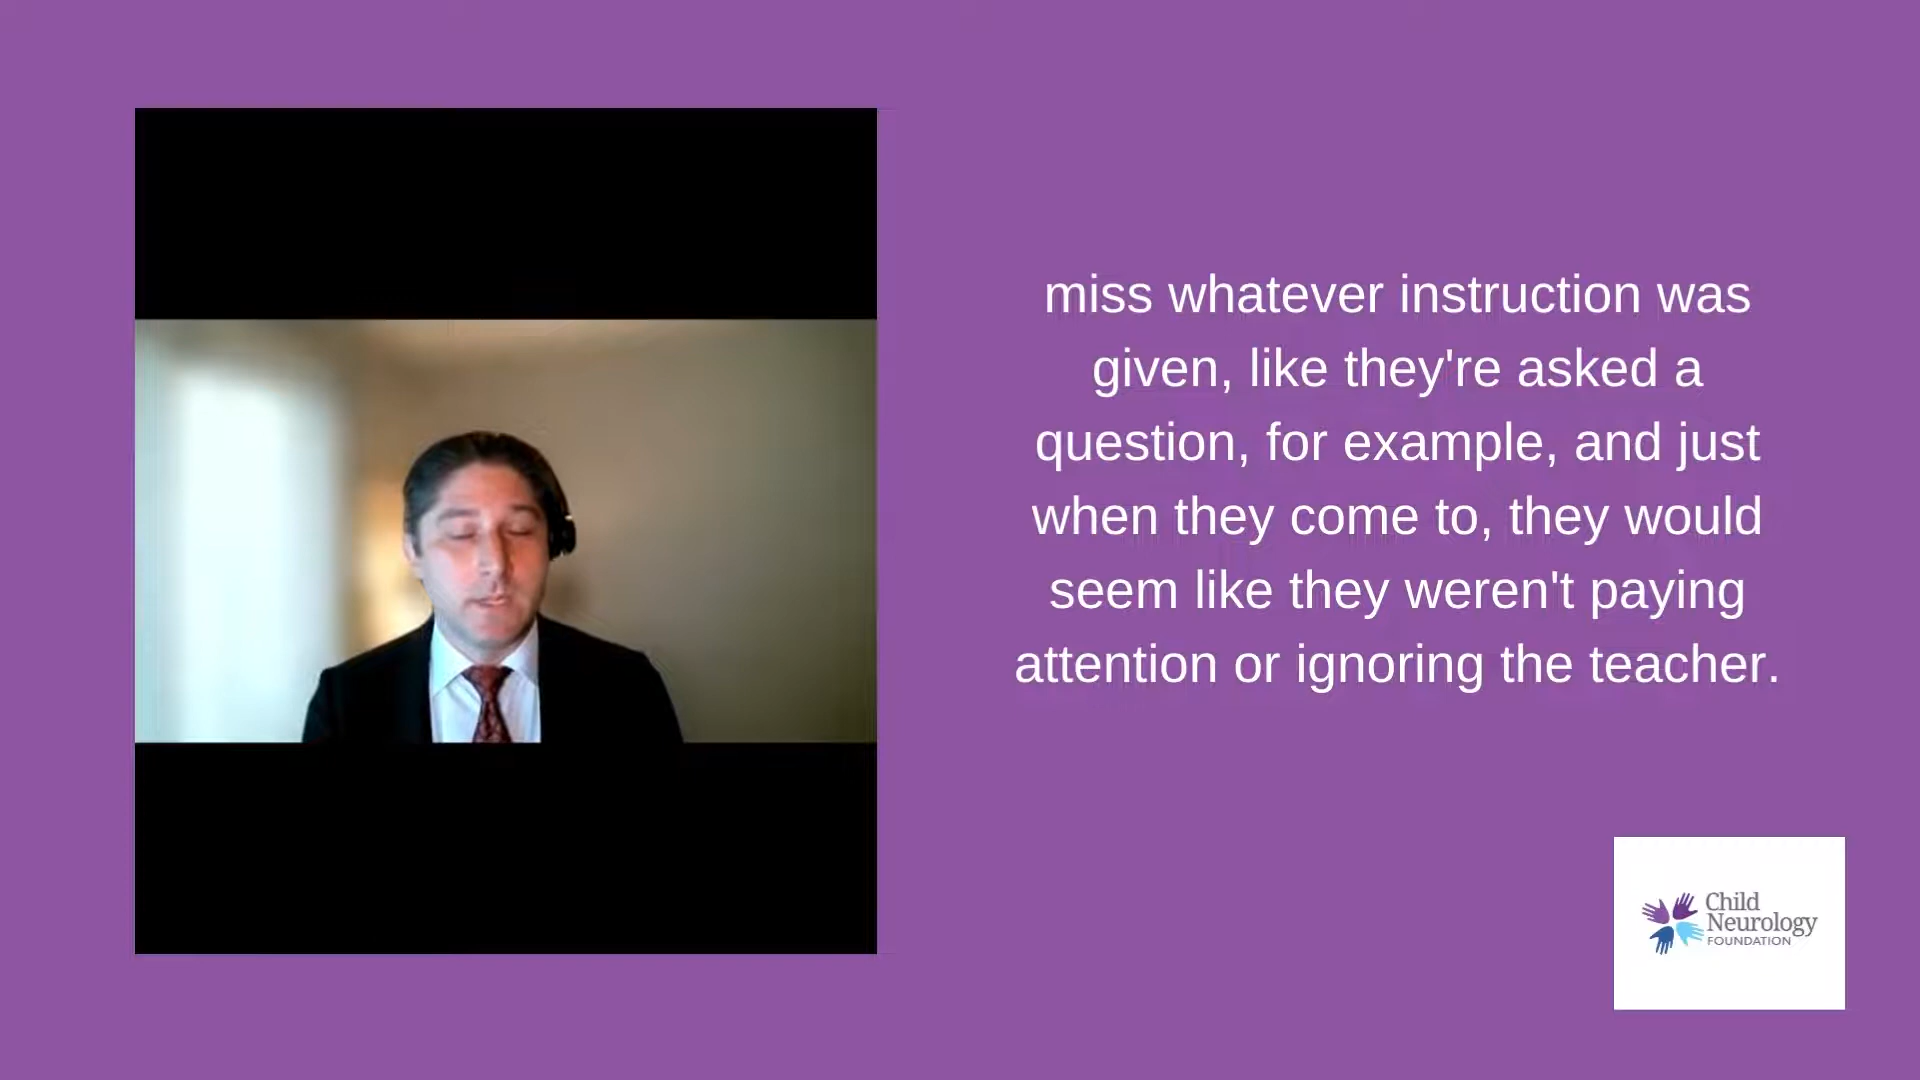 miss whatever instruction was
given, like they're asked a
question, for example, and just
when they come to, they would
seem like they weren't paying
attention or ignoring the teacher.
Child
Neurology
FOUNDATION